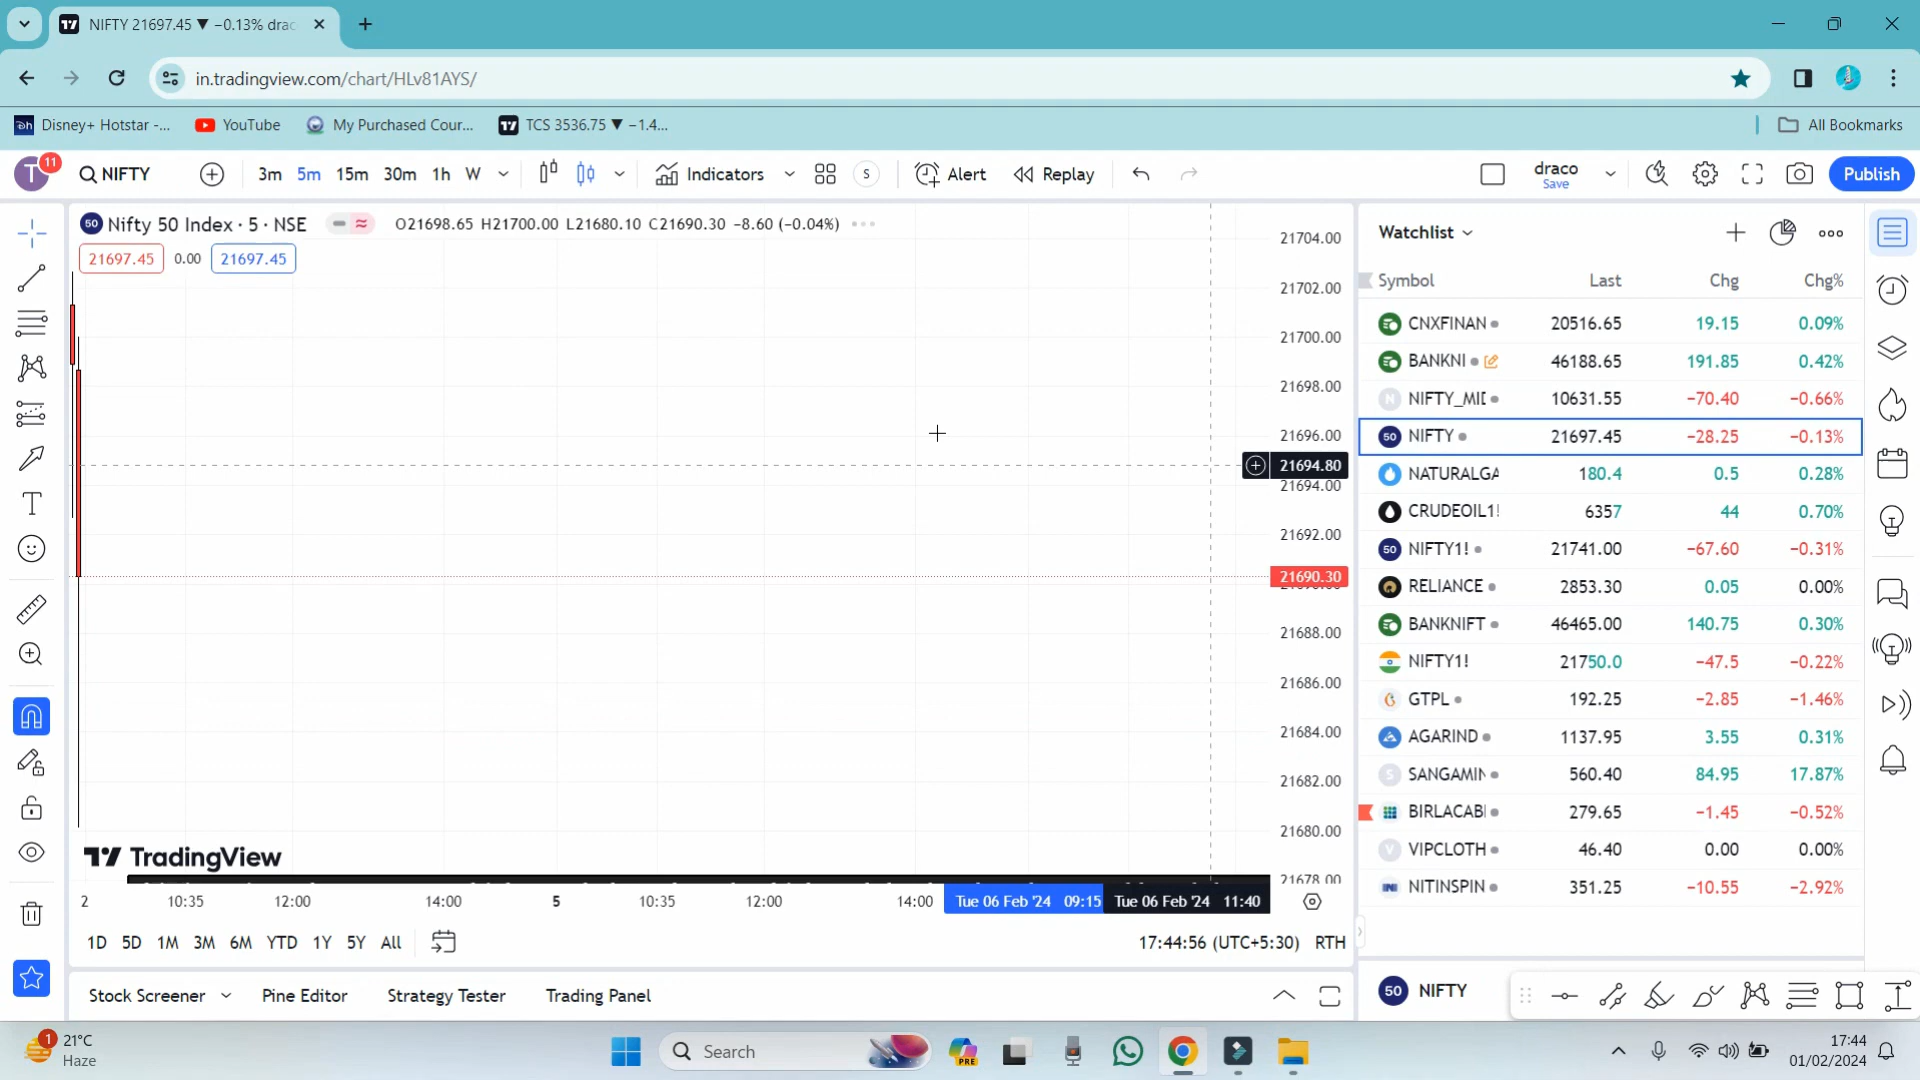 NIFTY 21697.45 ▼ −0.13% drac
in.tradingview.com/chart/HLv81AYS/
Disney+ Hotstar -... YouTube My Purchased Cour... TCS 3536.75 ▼ −1.4... All Bookmarks
T 11 NIFTY 3m 5m 15m 30m 1h W Indicators S Alert Replay draco Save Publish
50 Nifty 50 Index · 5 · NSE O21698.65 H21700.00 L21680.10 C21690.30 −8.60 (−0.04%)
21697.45 0.00 21697.45
21704.00
21702.00
21700.00
21698.00
21696.00
21694.80
21694.00
21692.00
21690.30
21688.00
21686.00
21684.00
21682.00
21680.00
21678.00
TradingView
2 10:35 12:00 14:00 5 10:35 12:00 14:00 Tue 06 Feb '24 09:15 Tue 06 Feb '24 11:40
1D 5D 1M 3M 6M YTD 1Y 5Y All 17:44:56 (UTC+5:30) RTH
Stock Screener Pine Editor Strategy Tester Trading Panel
Watchlist
Symbol Last Chg Chg%
CNXFINAN 20516.65 19.15 0.09%
BANKNI 46188.65 191.85 0.42%
N NIFTY_MID 10631.55 −70.40 −0.66%
50 NIFTY 21697.45 −28.25 −0.13%
NATURALGA 180.4 0.5 0.28%
CRUDEOIL1! 6357 44 0.70%
50 NIFTY1! 21741.00 −67.60 −0.31%
RELIANCE 2853.30 0.05 0.00%
BANKNIFT 46465.00 140.75 0.30%
NIFTY1! 21750.0 −47.5 −0.22%
GTPL 192.25 −2.85 −1.46%
AGARIND 1137.95 3.55 0.31%
S SANGAMIN 560.40 84.95 17.87%
BIRLACABL 279.65 −1.45 −0.52%
V VIPCLOTH 46.40 0.00 0.00%
NITINSPIN 351.25 −10.55 −2.92%
50 NIFTY
1 21°C
Haze
Search
PRE
17:44
01/02/2024